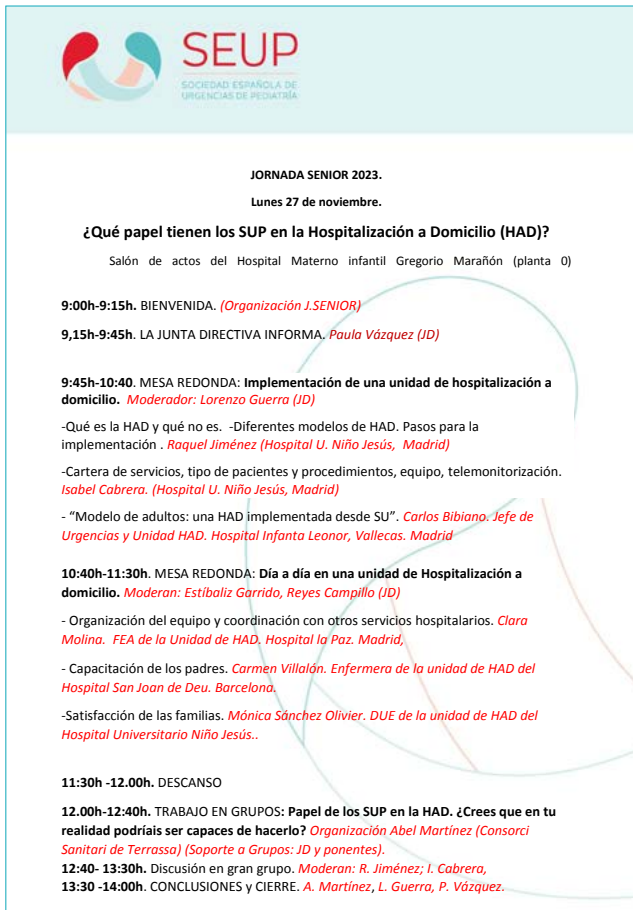 SEUP
SOCIEDAD ESPAÑOLA DE
URGENCIAS DE PEDIATRÍA
JORNADA SENIOR 2023.
Lunes 27 de noviembre.
¿Qué papel tienen los SUP en la Hospitalización a Domicilio (HAD)?
Salón de actos del Hospital Materno infantil Gregorio Marañón (planta 0)
9:00h-9:15h. BIENVENIDA. (Organización J.SENIOR)
9,15h-9:45h. LA JUNTA DIRECTIVA INFORMA. Paula Vázquez (JD)
9:45h-10:40. MESA REDONDA: Implementación de una unidad de hospitalización a
domicilio. Moderador: Lorenzo Guerra (JD)
-Qué es la HAD y qué no es. -Diferentes modelos de HAD. Pasos para la
implementación . Raquel Jiménez (Hospital U. Niño Jesús, Madrid)
-Cartera de servicios, tipo de pacientes y procedimientos, equipo, telemonitorización.
Isabel Cabrera. (Hospital U. Niño Jesús, Madrid)
- “Modelo de adultos: una HAD implementada desde SU”. Carlos Bibiano. Jefe de
Urgencias y Unidad HAD. Hospital Infanta Leonor, Vallecas. Madrid
10:40h-11:30h. MESA REDONDA: Día a día en una unidad de Hospitalización a
domicilio. Moderan: Estíbaliz Garrido, Reyes Campillo (JD)
- Organización del equipo y coordinación con otros servicios hospitalarios. Clara
Molina. FEA de la Unidad de HAD. Hospital la Paz. Madrid,
- Capacitación de los padres. Carmen Villalón. Enfermera de la unidad de HAD del
Hospital San Joan de Deu. Barcelona.
-Satisfacción de las familias. Mónica Sánchez Olivier. DUE de la unidad de HAD del
Hospital Universitario Niño Jesús..
11:30h -12.00h. DESCANSO
12.00h-12:40h. TRABAJO EN GRUPOS: Papel de los SUP en la HAD. ¿Crees que en tu
realidad podríais ser capaces de hacerlo? Organización Abel Martínez (Consorci
Sanitari de Terrassa) (Soporte a Grupos: JD y ponentes).
12:40- 13:30h. Discusión en gran grupo. Moderan: R. Jiménez; I. Cabrera,
13:30 -14:00h. CONCLUSIONES y CIERRE. A. Martínez, L. Guerra, P. Vázquez.